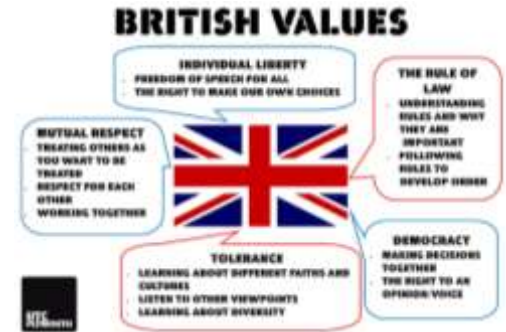 BRITISH VALUES
INDIVIDUAL LIBERTY
FREEDOM OF SPEECH FOR ALL
THE RIGHT TO MAKE OUR OWN CHOICES
THE RULE OF
LAW
UNDERSTANDING
RULES AND WHY
THEY ARE
IMPORTANT
FOLLOWING
RULES TO
DEVELOP ORDER
MUTUAL RESPECT
TREATING OTHERS AS
YOU WANT TO BE
TREATED
RESPECT FOR EACH
OTHER
WORKING TOGETHER
DEMOCRACY
MAKING DECISIONS
TOGETHER
THE RIGHT TO AN
OPINION/VOICE
TOLERANCE
LEARNING ABOUT DIFFERENT FAITHS AND
CULTURES
LISTEN TO OTHER VIEWPOINTS
LEARNING ABOUT DIVERSITY